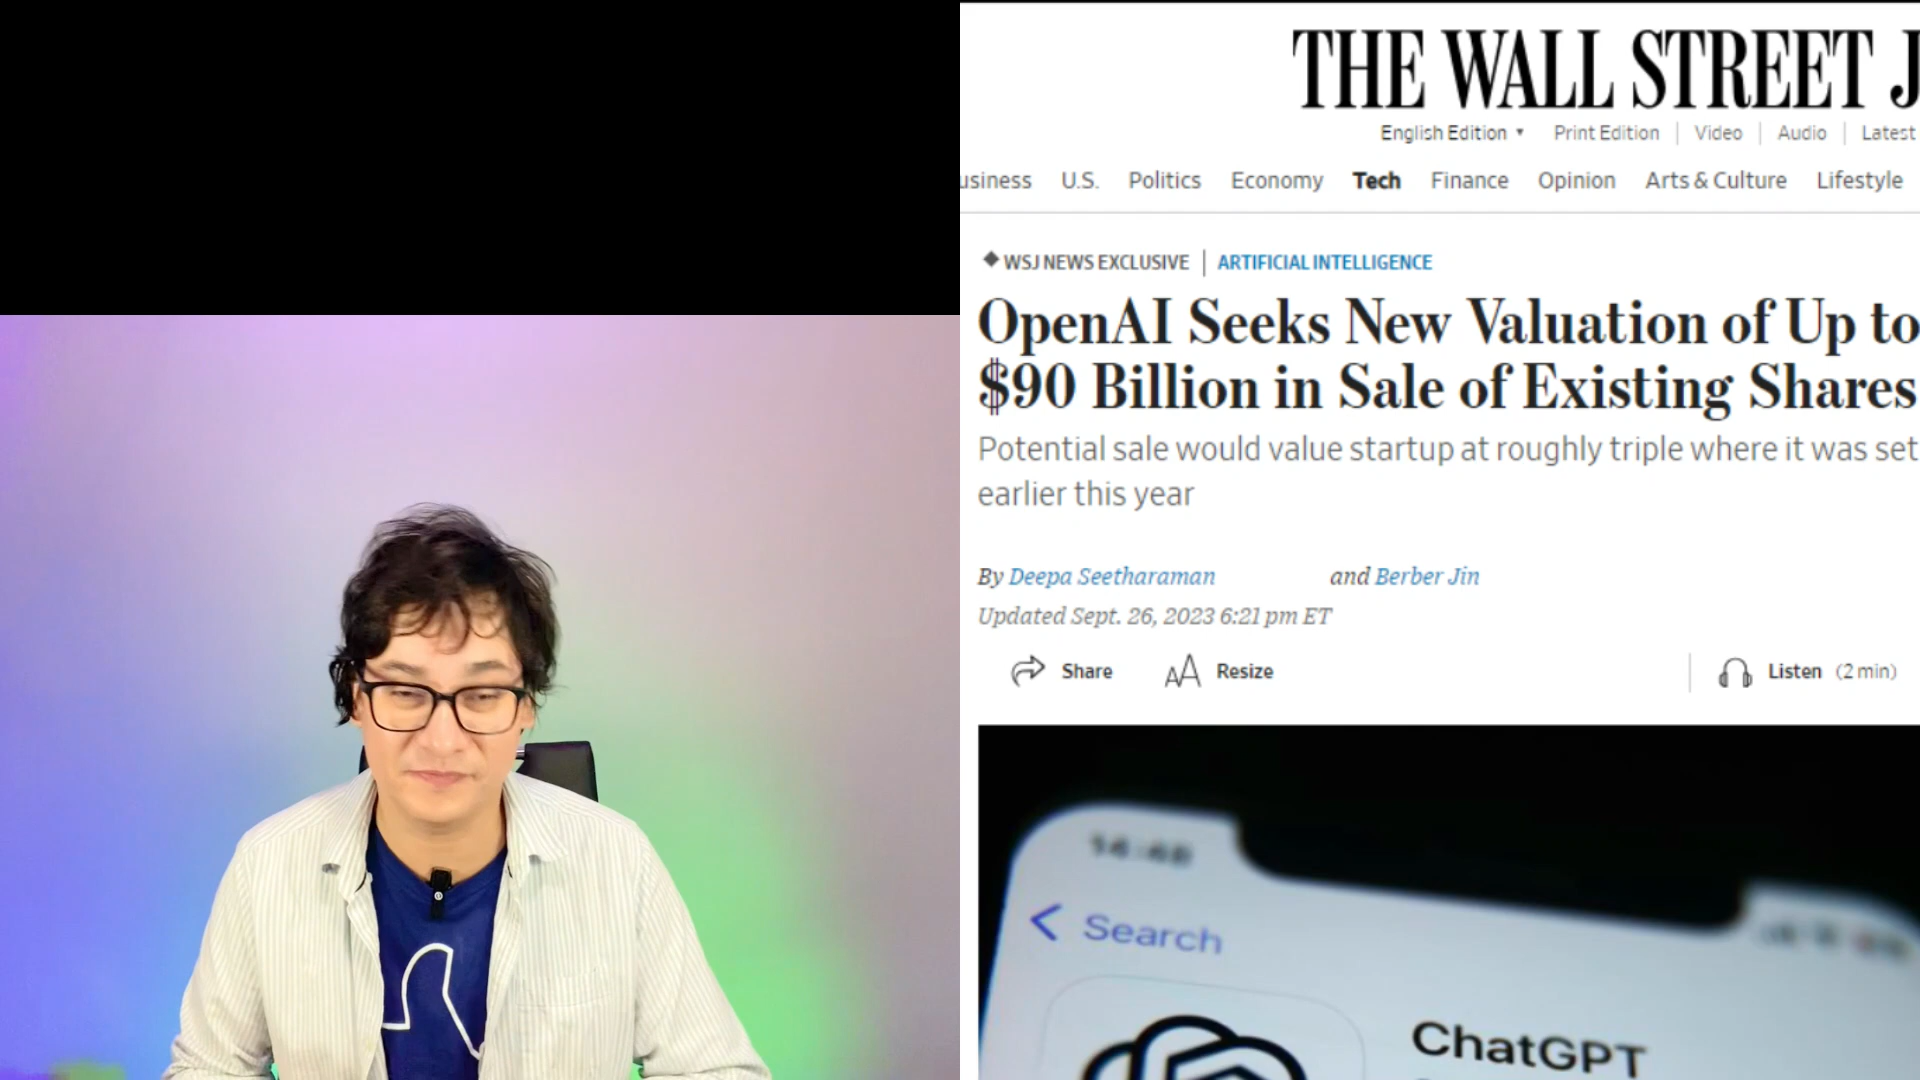 THE WALL STREET J
English Edition ▼ Print Edition | Video | Audio | Latest
usiness U.S. Politics Economy Tech Finance Opinion Arts & Culture Lifestyle
◆ WSJ NEWS EXCLUSIVE | ARTIFICIAL INTELLIGENCE
OpenAI Seeks New Valuation of Up to
$90 Billion in Sale of Existing Shares
Potential sale would value startup at roughly triple where it was set
earlier this year
By Deepa Seetharaman and Berber Jin
Updated Sept. 26, 2023 6:21 pm ET
Share AA Resize Listen (2 min)
14:48
Search
ChatGPT